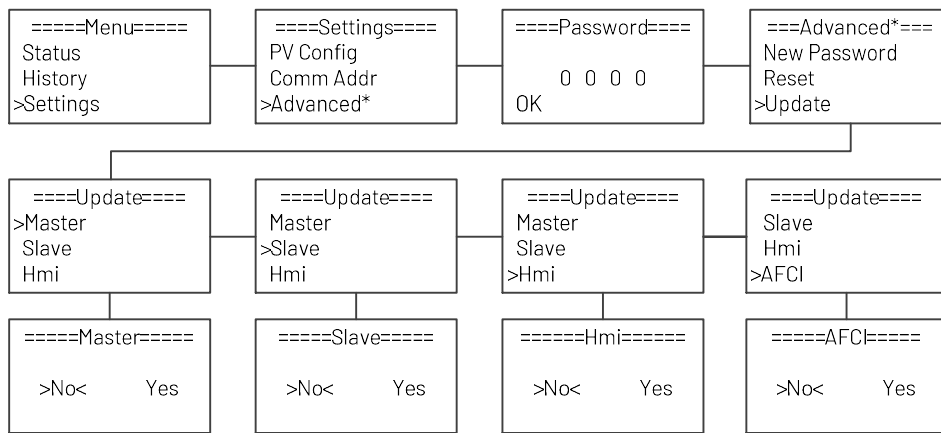 =====Menu=====
Status
History
>Settings
====Settings====
PV Config
Comm Addr
>Advanced*
====Password====
0 0 0 0
OK
===Advanced*===
New Password
Reset
>Update
====Update====
>Master
Slave
Hmi
====Update====
Master
>Slave
Hmi
====Update====
Master
Slave
>Hmi
====Update====
Slave
Hmi
>AFCI
=====Master=====
>No< Yes
=====Slave=====
>No< Yes
======Hmi======
>No< Yes
=====AFCI=====
>No< Yes